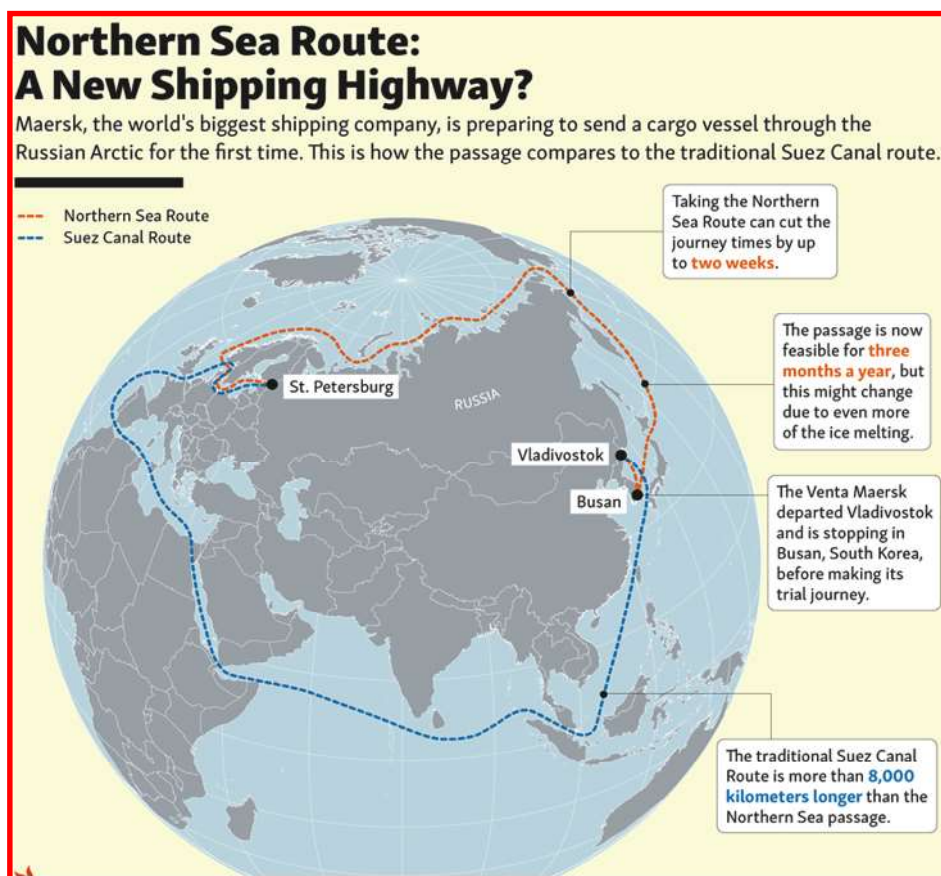 Northern Sea Route:
A New Shipping Highway?
Maersk, the world's biggest shipping company, is preparing to send a cargo vessel through the
Russian Arctic for the first time. This is how the passage compares to the traditional Suez Canal route.
Northern Sea Route
Suez Canal Route
Taking the Northern
Sea Route can cut the
journey times by up
to two weeks.
The passage is now
feasible for three
months a year, but
this might change
due to even more
of the ice melting.
St. Petersburg
RUSSIA
Vladivostok
Busan
The Venta Maersk
departed Vladivostok
and is stopping in
Busan, South Korea,
before making its
trial journey.
The traditional Suez Canal
Route is more than 8,000
kilometers longer than the
Northern Sea passage.